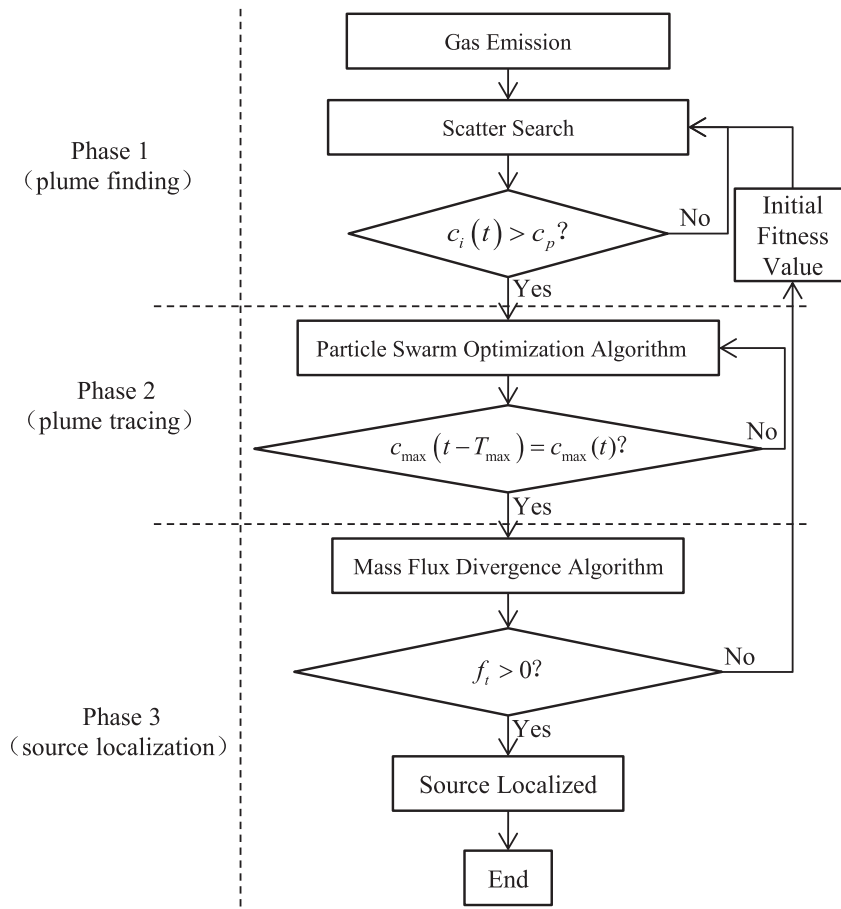 Gas Emission
Scatter Search
Phase 1
（plume finding）
c_i (t) > c_p?
No
Initial
Fitness
Value
Yes
Particle Swarm Optimization Algorithm
Phase 2
（plume tracing）
c_max (t − T_max) = c_max (t)?
No
Yes
Mass Flux Divergence Algorithm
f_t > 0?
No
Phase 3
（source localization）
Yes
Source Localized
End